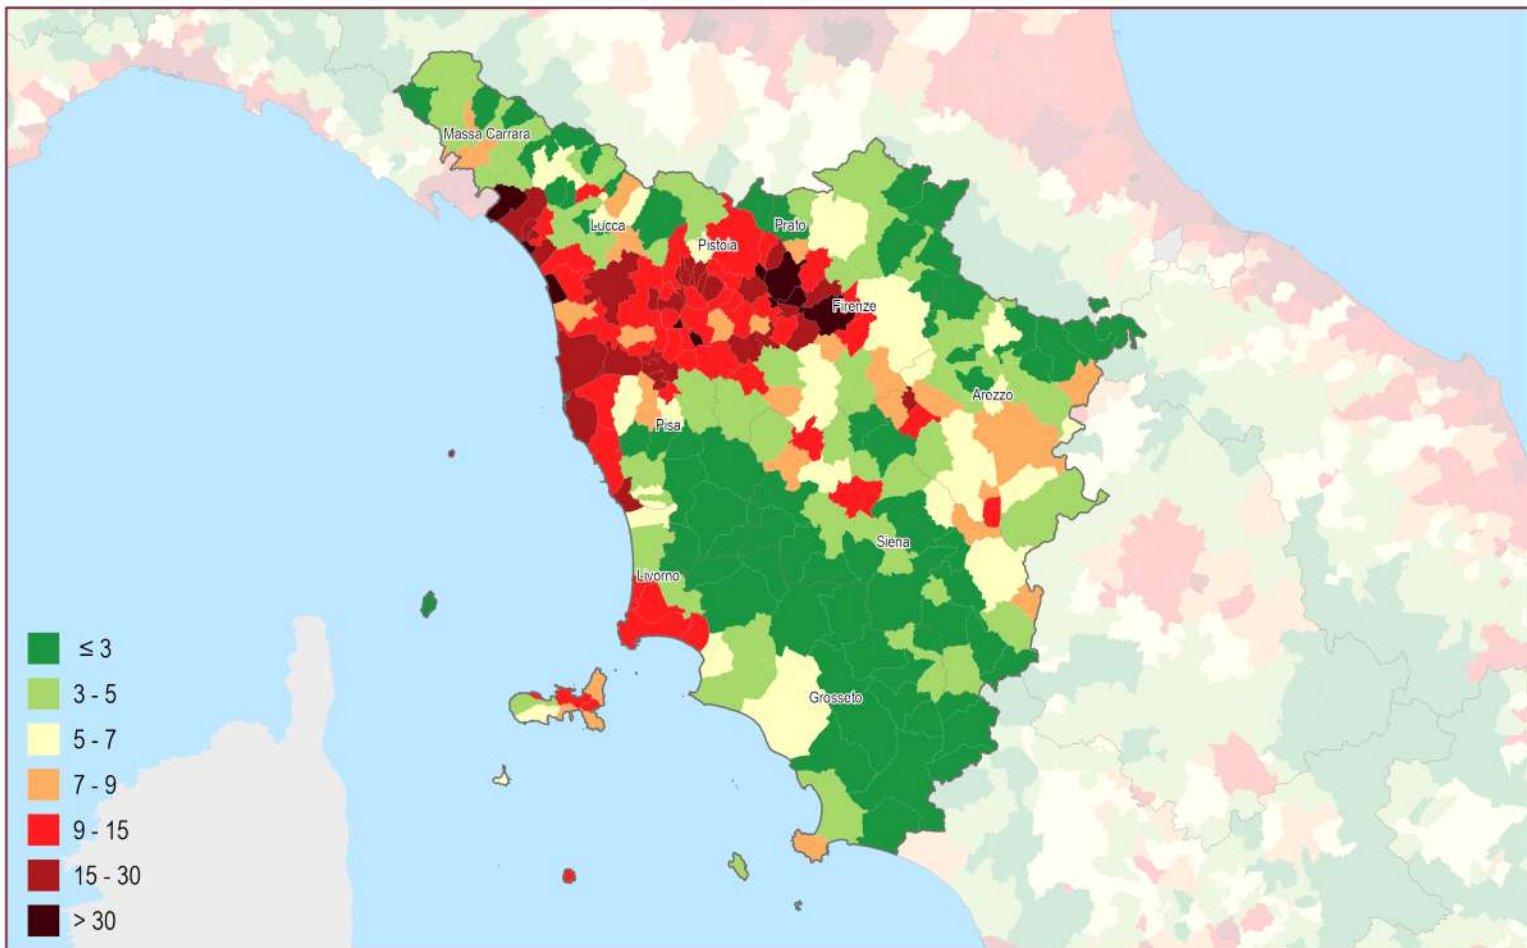 Massa Carrara
Lucca
Prato
Pistoia
Firenze
Arezzo
Pisa
Siena
Livorno
Grosseto
≤ 3
3 - 5
5 - 7
7 - 9
9 - 15
15 - 30
> 30